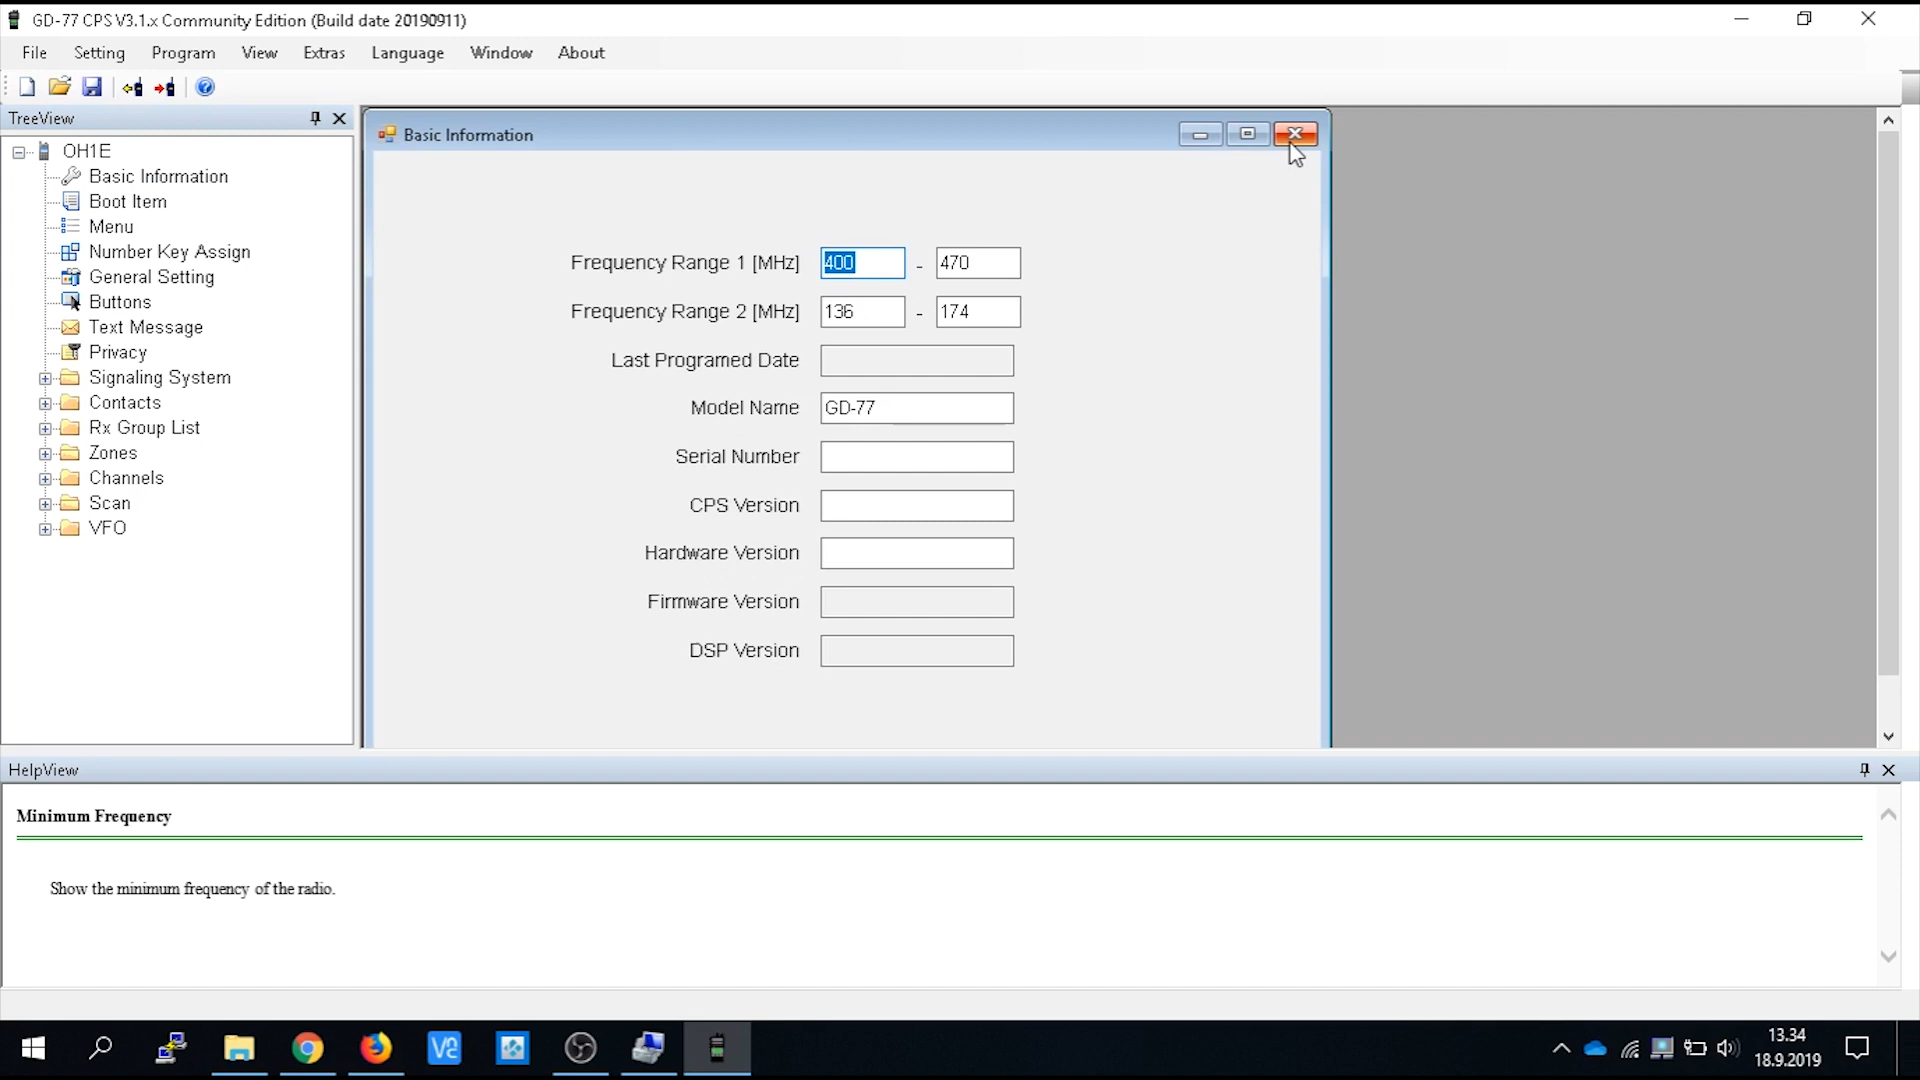 GD-77 CPS V3.1.x Community Edition (Build date 20190911)
File Setting Program View Extras Language Window About
TreeView
OH1E
Basic Information
Boot Item
Menu
Number Key Assign
General Setting
Buttons
Text Message
Privacy
Signaling System
Contacts
Rx Group List
Zones
Channels
Scan
VFO
Basic Information
Frequency Range 1 [MHz] 400 - 470
Frequency Range 2 [MHz] 136 - 174
Last Programed Date
Model Name GD-77
Serial Number
CPS Version
Hardware Version
Firmware Version
DSP Version
HelpView
Minimum Frequency
Show the minimum frequency of the radio.
13.34
18.9.2019